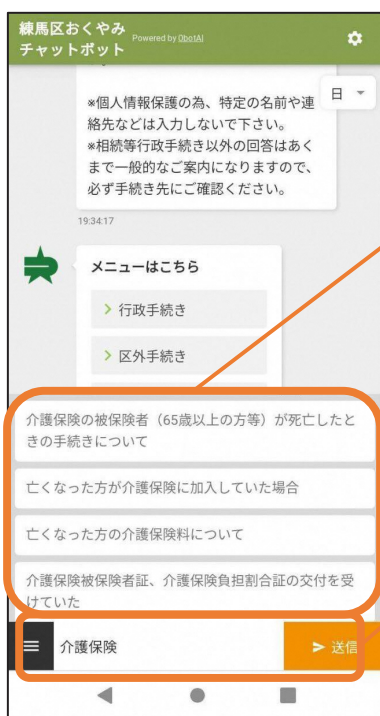 練馬区おくやみ
チャットボット
Powered by ObotAI
日
※個人情報保護の為、特定の名前や連
絡先などは入力しないで下さい。
※相続等行政手続き以外の回答はあく
まで一般的なご案内になりますので、
必ず手続き先にご確認ください。
19:34:17
メニューはこちら
行政手続き
区外手続き
介護保険の被保険者（65歳以上の方等）が死亡したと
きの手続きについて
亡くなった方が介護保険に加入していた場合
亡くなった方の介護保険料について
介護保険被保険者証、介護保険負担割合証の交付を受
けていた
介護保険
送信